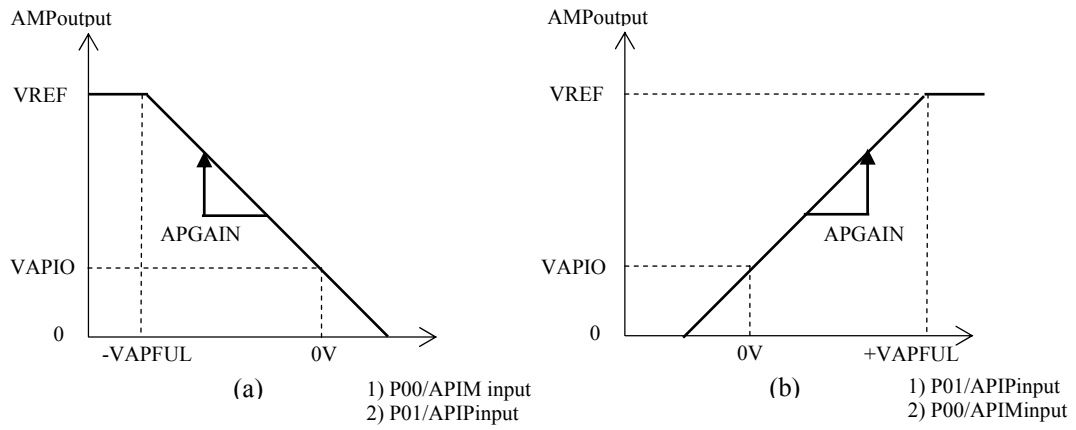 AMPoutput
VREF
APGAIN
VAPIO
0
-VAPFUL
0V
(a)
1) P00/APIM input
2) P01/APIPinput
AMPoutput
VREF
APGAIN
VAPIO
0
0V
+VAPFUL
(b)
1) P01/APIPinput
2) P00/APIMinput